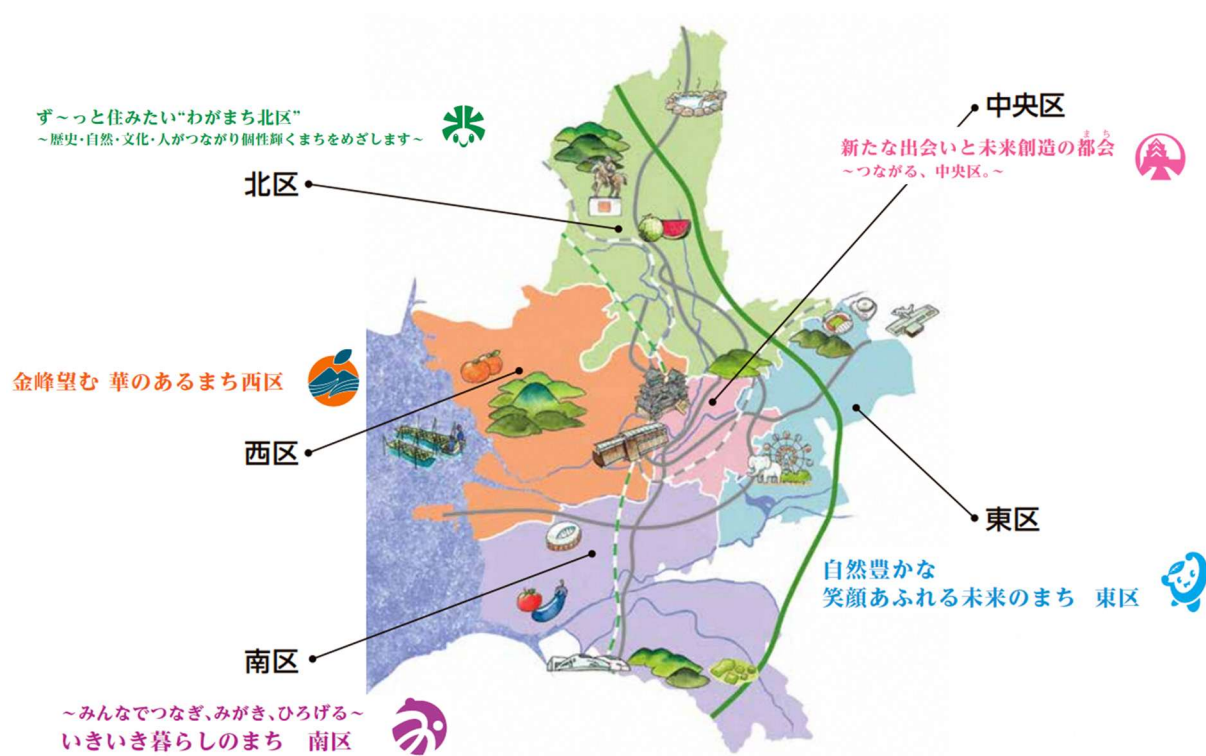 ず～っと住みたい“わがまち北区”
～歴史・自然・文化・人がつながり個性輝くまちをめざします～
北区
中央区
まち
新たな出会いと未来創造の都会
～つながる、中央区。～
金峰望む 華のあるまち西区
西区
東区
自然豊かな
笑顔あふれる未来のまち 東区
南区
～みんなでつなぎ、みがき、ひろげる～
いきいき暮らしのまち 南区